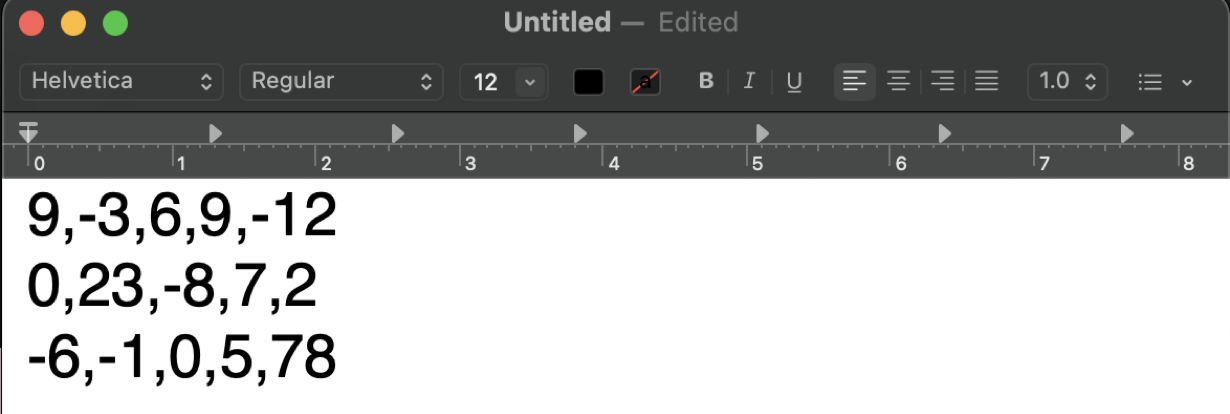 Untitled — Edited
Helvetica Regular 12 a B I U 1.0
0 1 2 3 4 5 6 7 8
9,-3,6,9,-12
0,23,-8,7,2
-6,-1,0,5,78